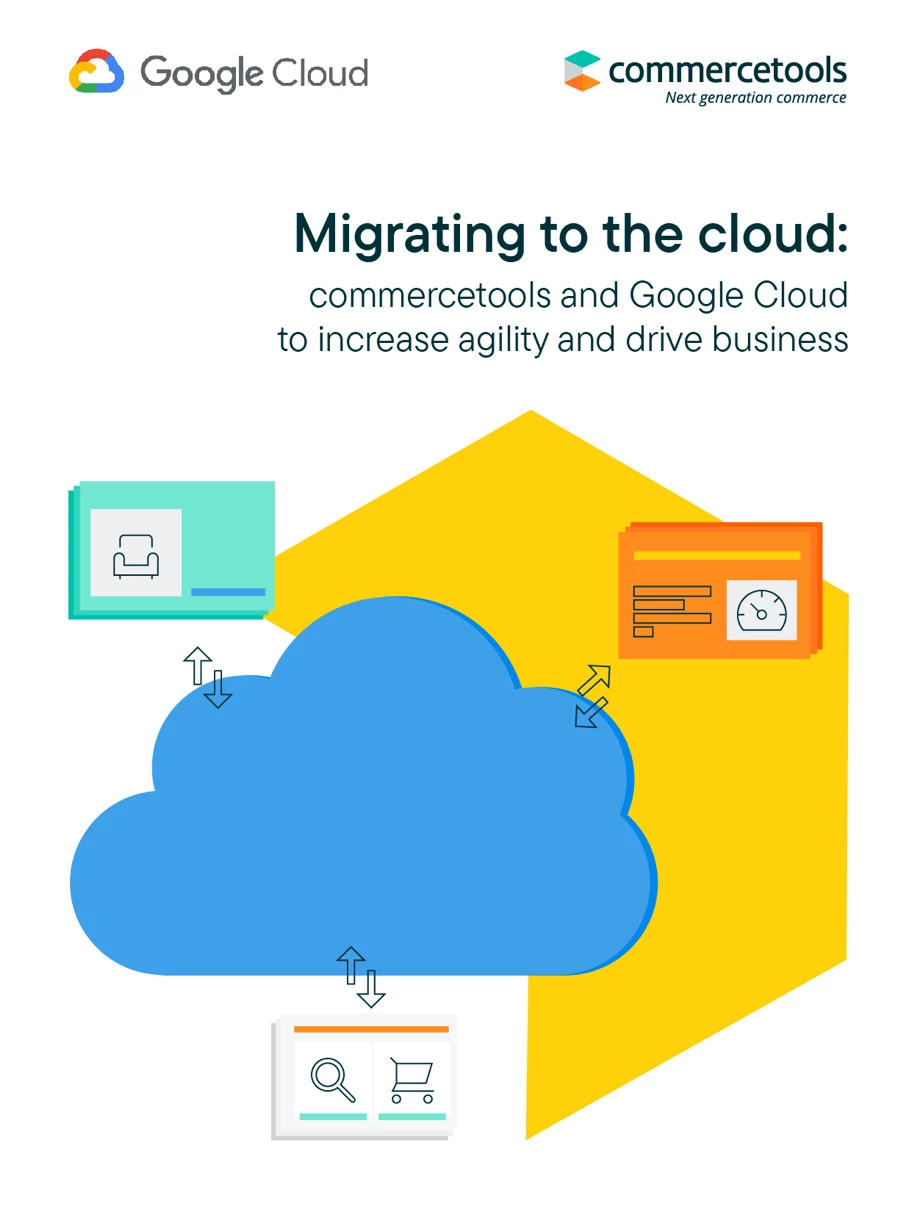 Google Cloud
commercetools
Next generation commerce
Migrating to the cloud:
commercetools and Google Cloud
to increase agility and drive business